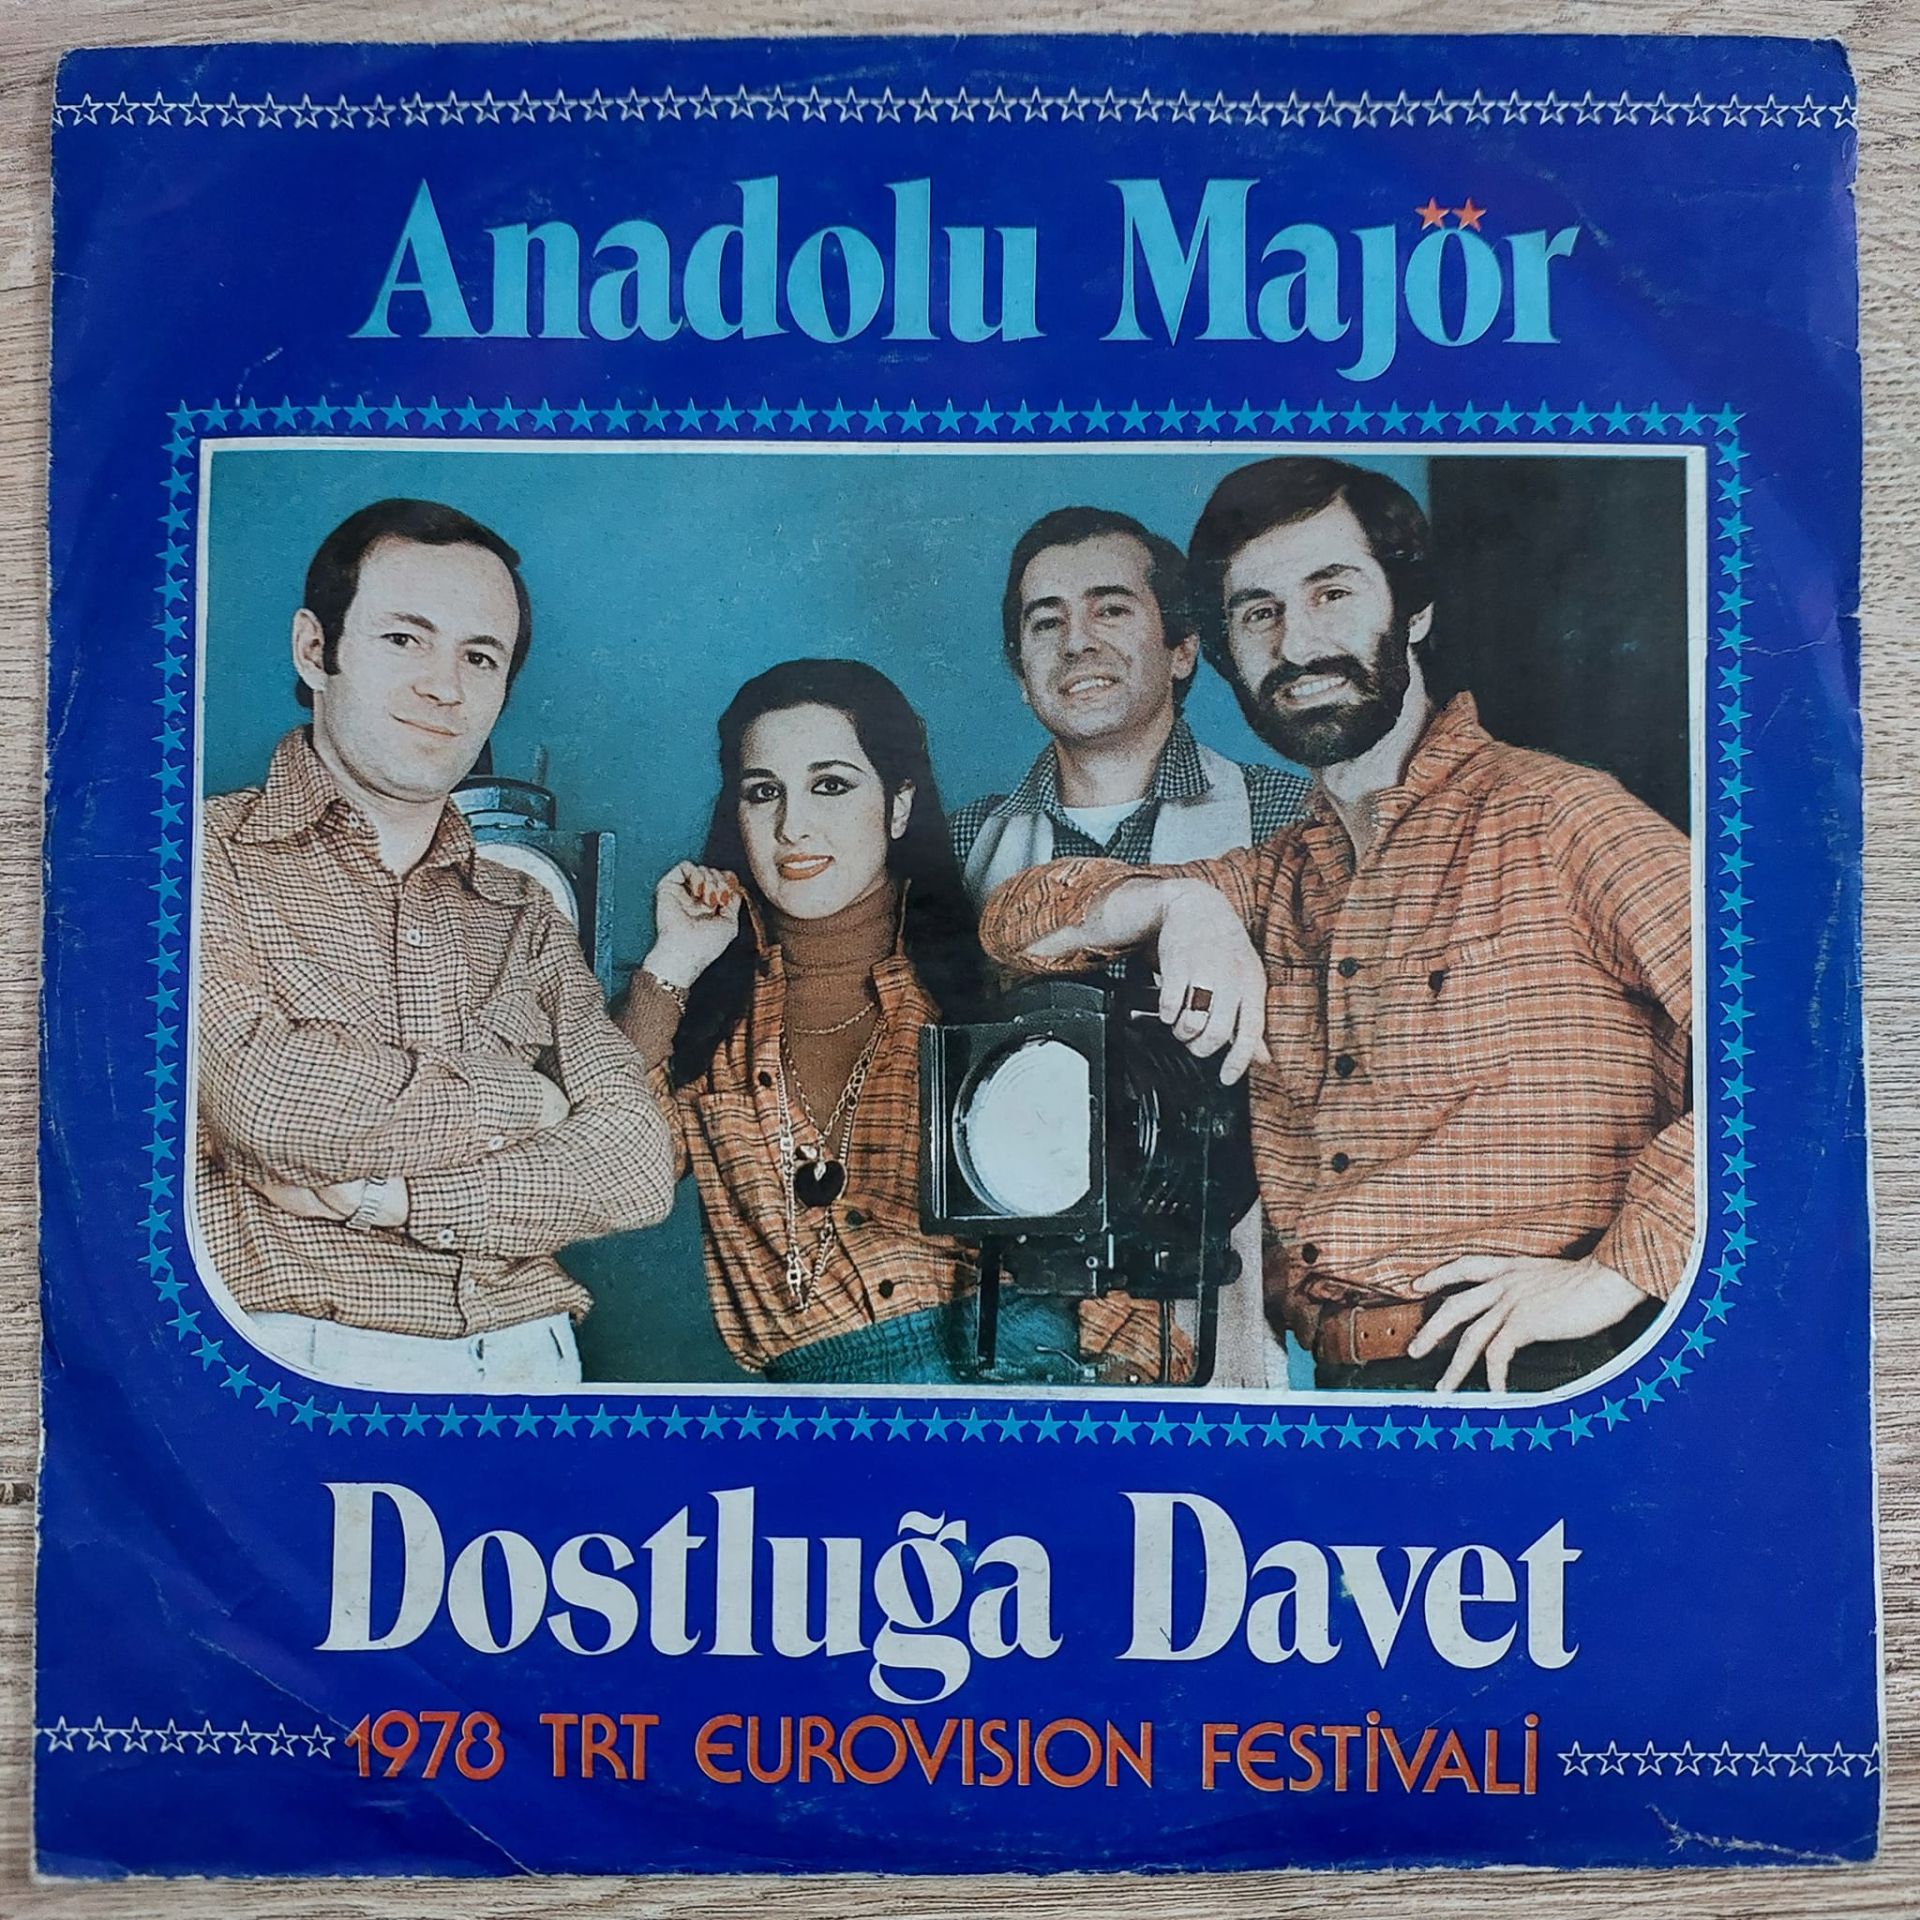 Anadolu Majör
Dostluğa Davet
1978 TRT EUROVISION FESTİVALİ